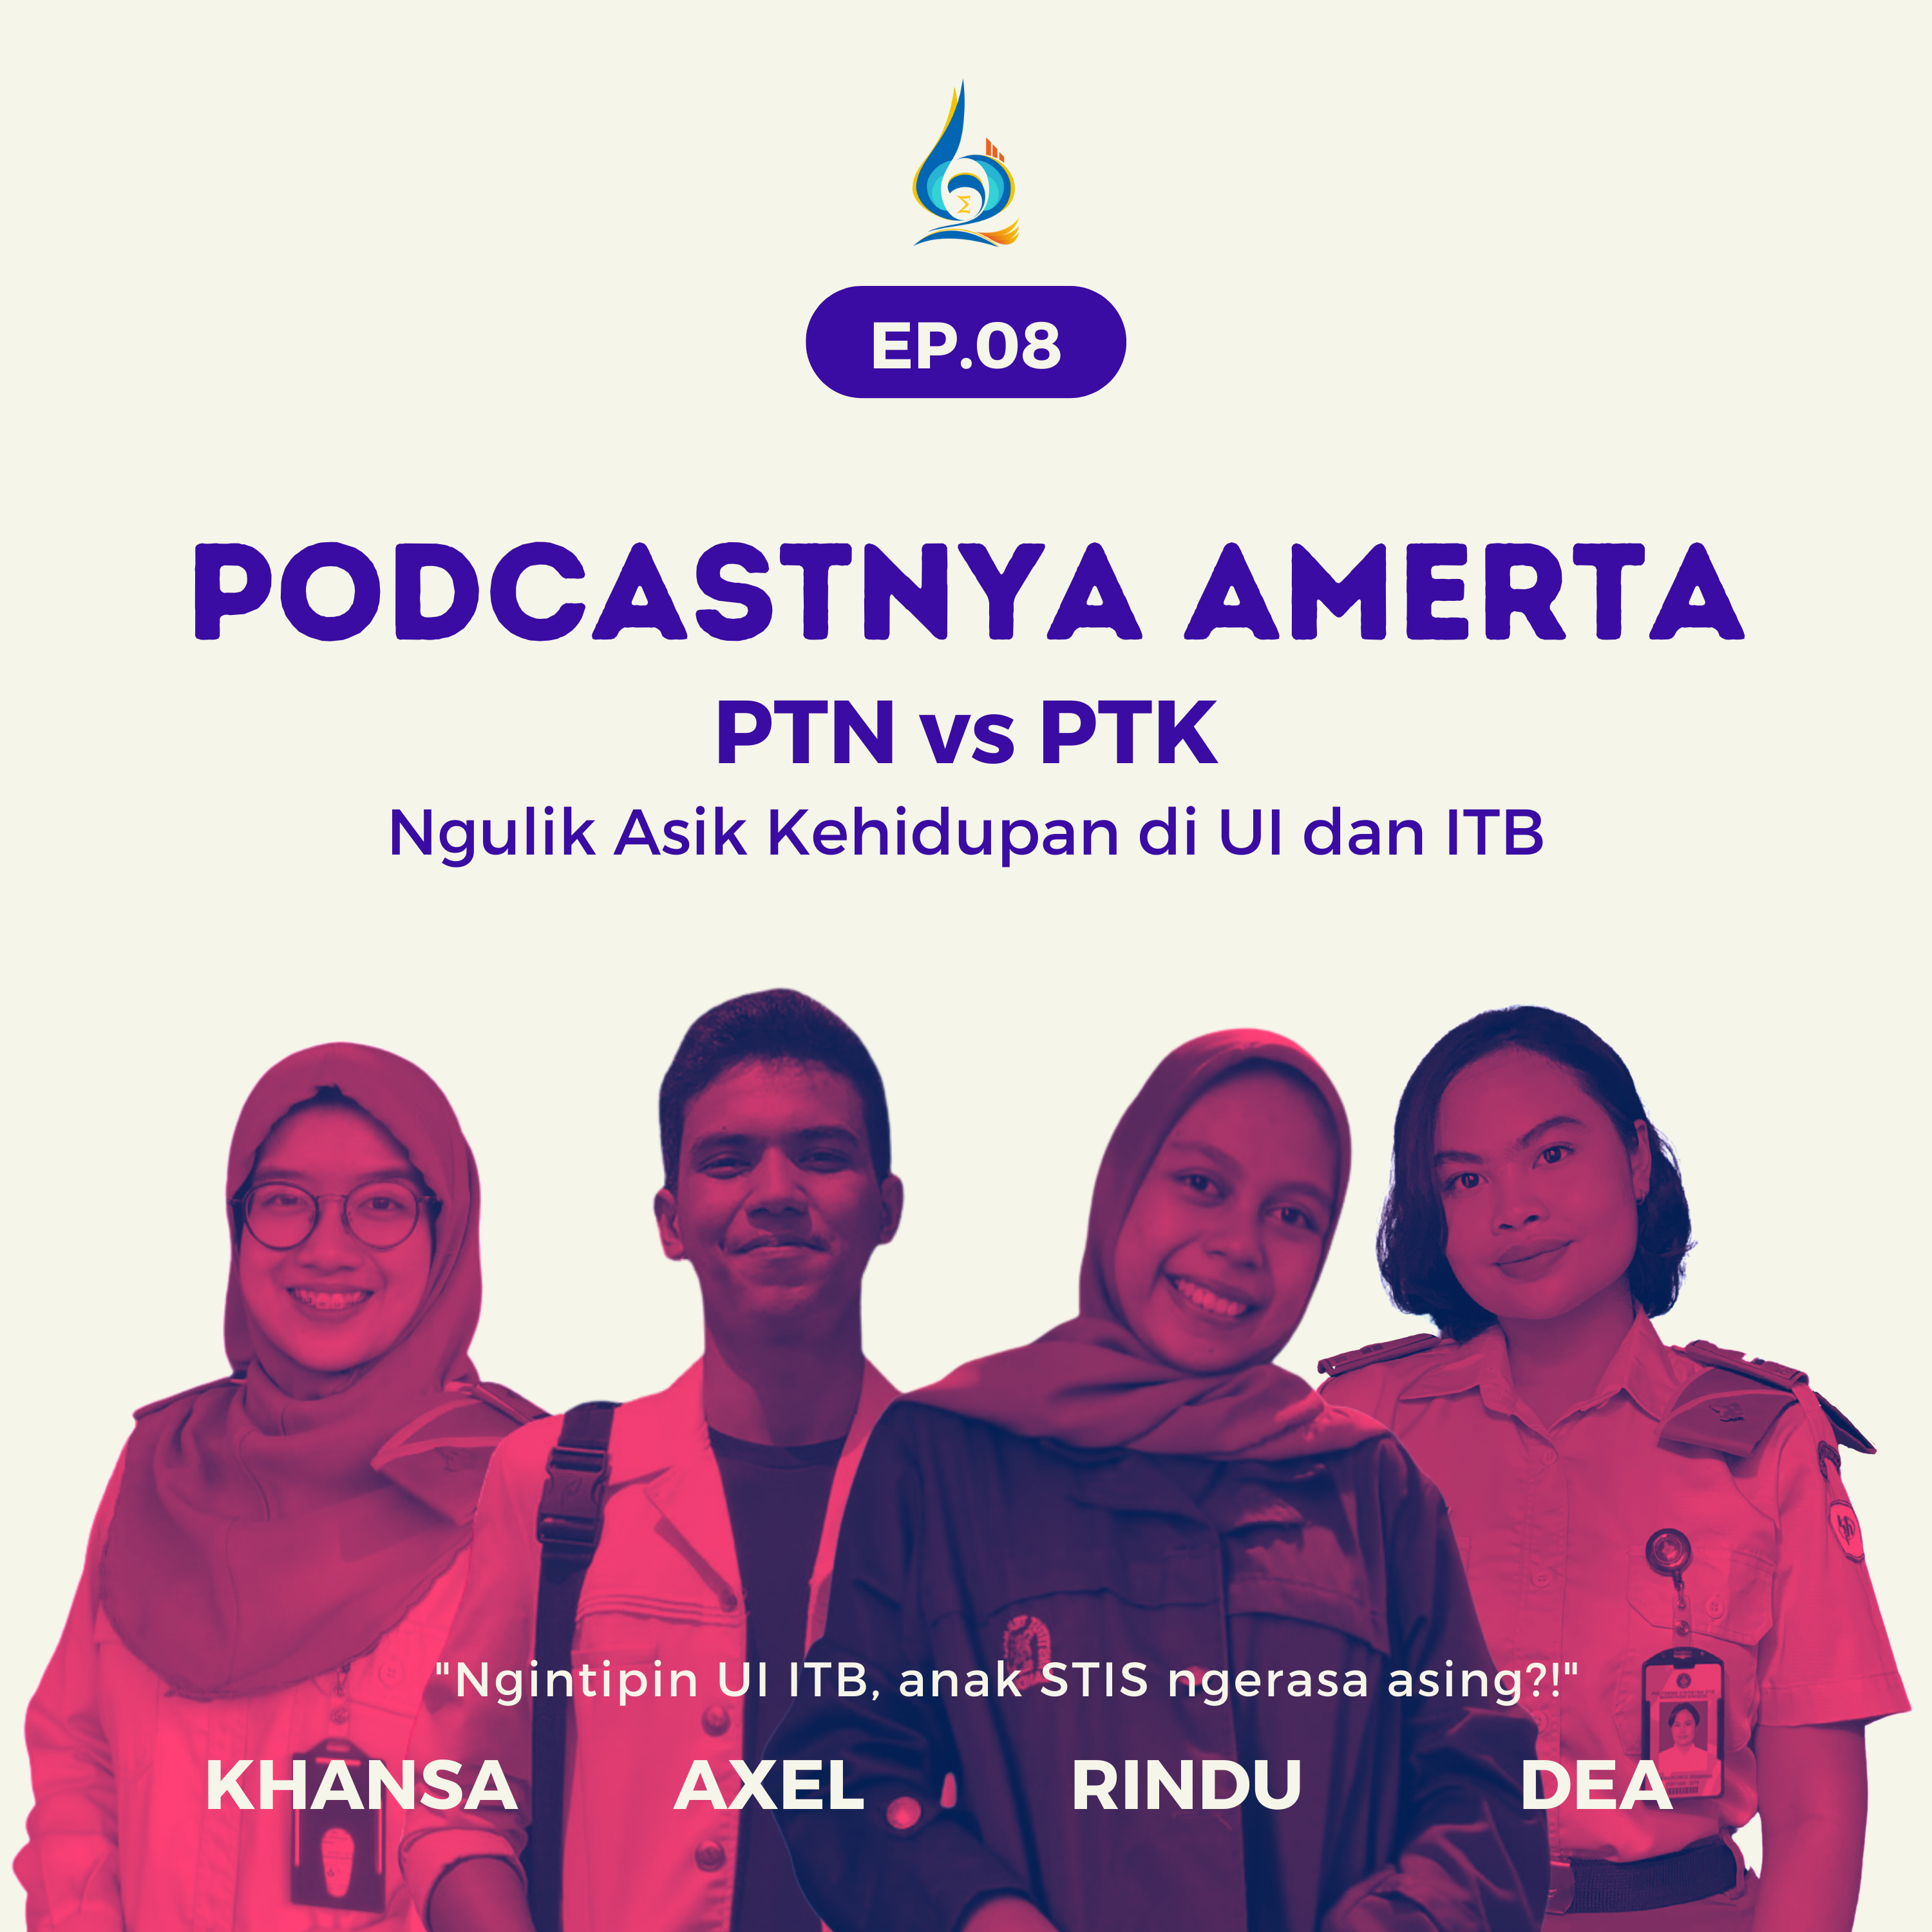 EP.08
PODCASTNYA AMERTA
PTN vs PTK
Ngulik Asik Kehidupan di UI dan ITB
"Ngintipin UI ITB, anak STIS ngerasa asing?!"
KHANSA AXEL RINDU DEA